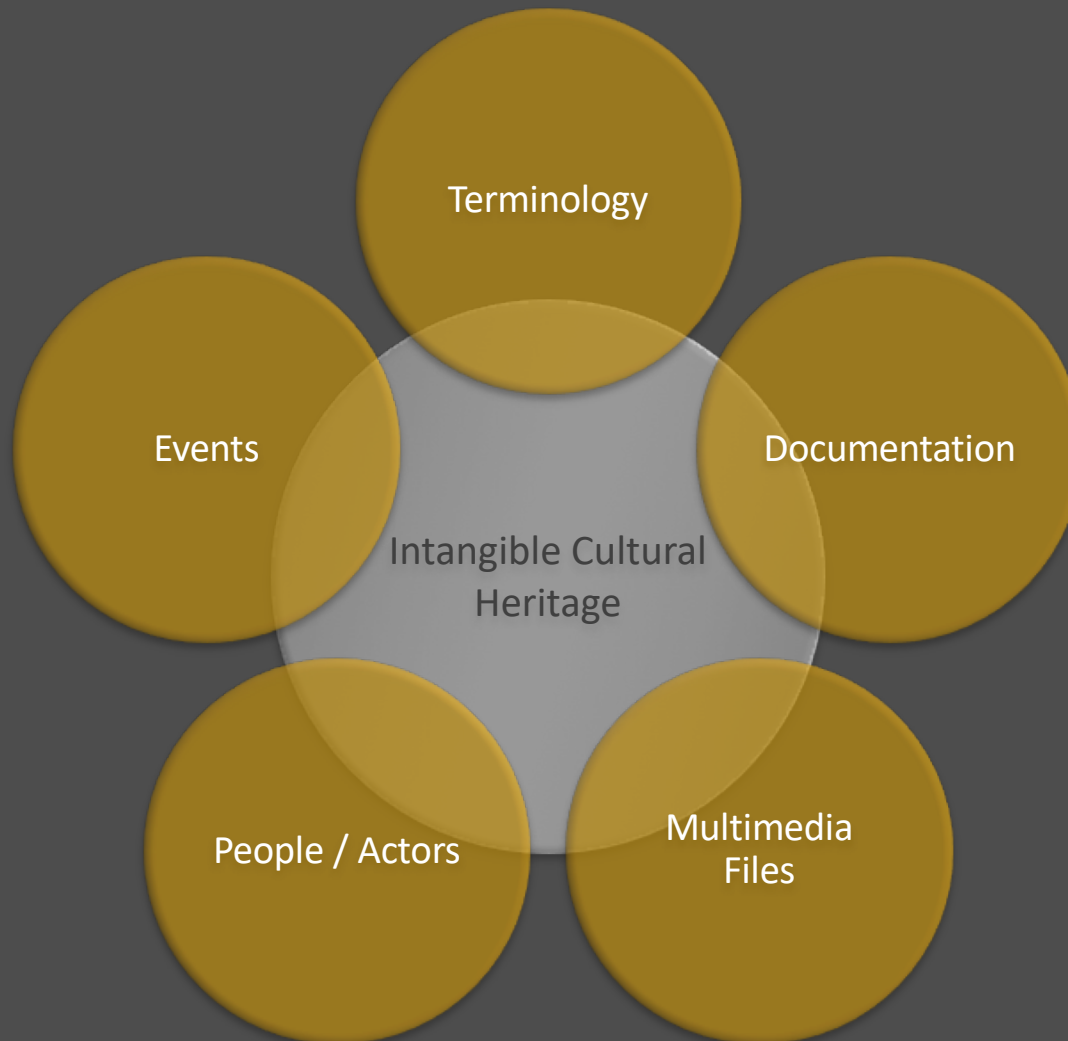 Terminology
Events
Documentation
Intangible Cultural
Heritage
People / Actors
Multimedia
Files